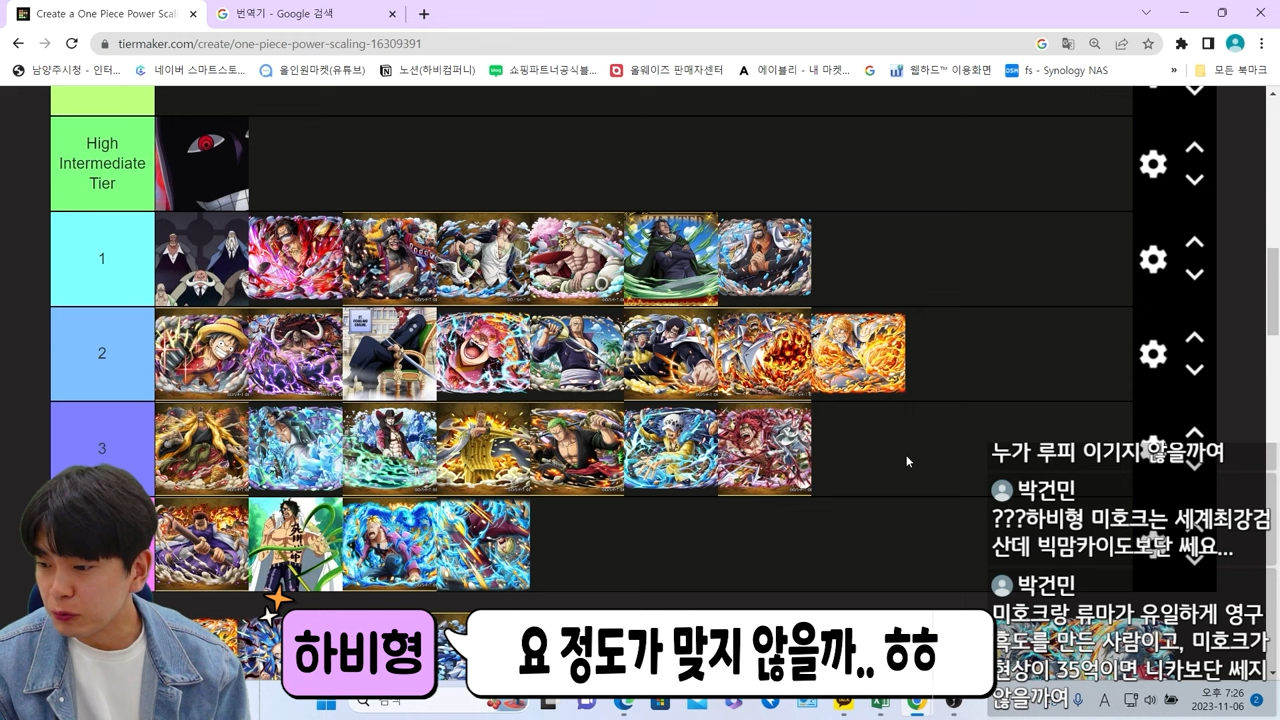 Create a One Piece Power Scali
번역기 - Google 검색
tiermaker.com/create/one-piece-power-scaling-16309391
남양주시청 - 인터...
네이버 스마트스토...
올인원마켓(유튜브)
노션(하비컴퍼니)
쇼핑파트너공식블...
올웨이즈 판매자센터
에이블리 - 내 마켓...
웹하드™ 이용화면
DSM
fs - Synology NAS
»
모든 북마크
High
Intermediate
Tier
1
2
3
누가 루피 이기지 않을까여
박건민
???하비형 미호크는 세계최강검
산데 빅맘카이도보단 쎄요...
박건민
미호크랑 류마가 유일하게 영구
흑도를 만든 사람이고, 미호크가
현상이 35억이면 니카보단 쎄지
않을까여
하비형
요 정도가 맞지 않을까.. ㅎㅎ
검색
A
오후 7:26
2023-11-06
2